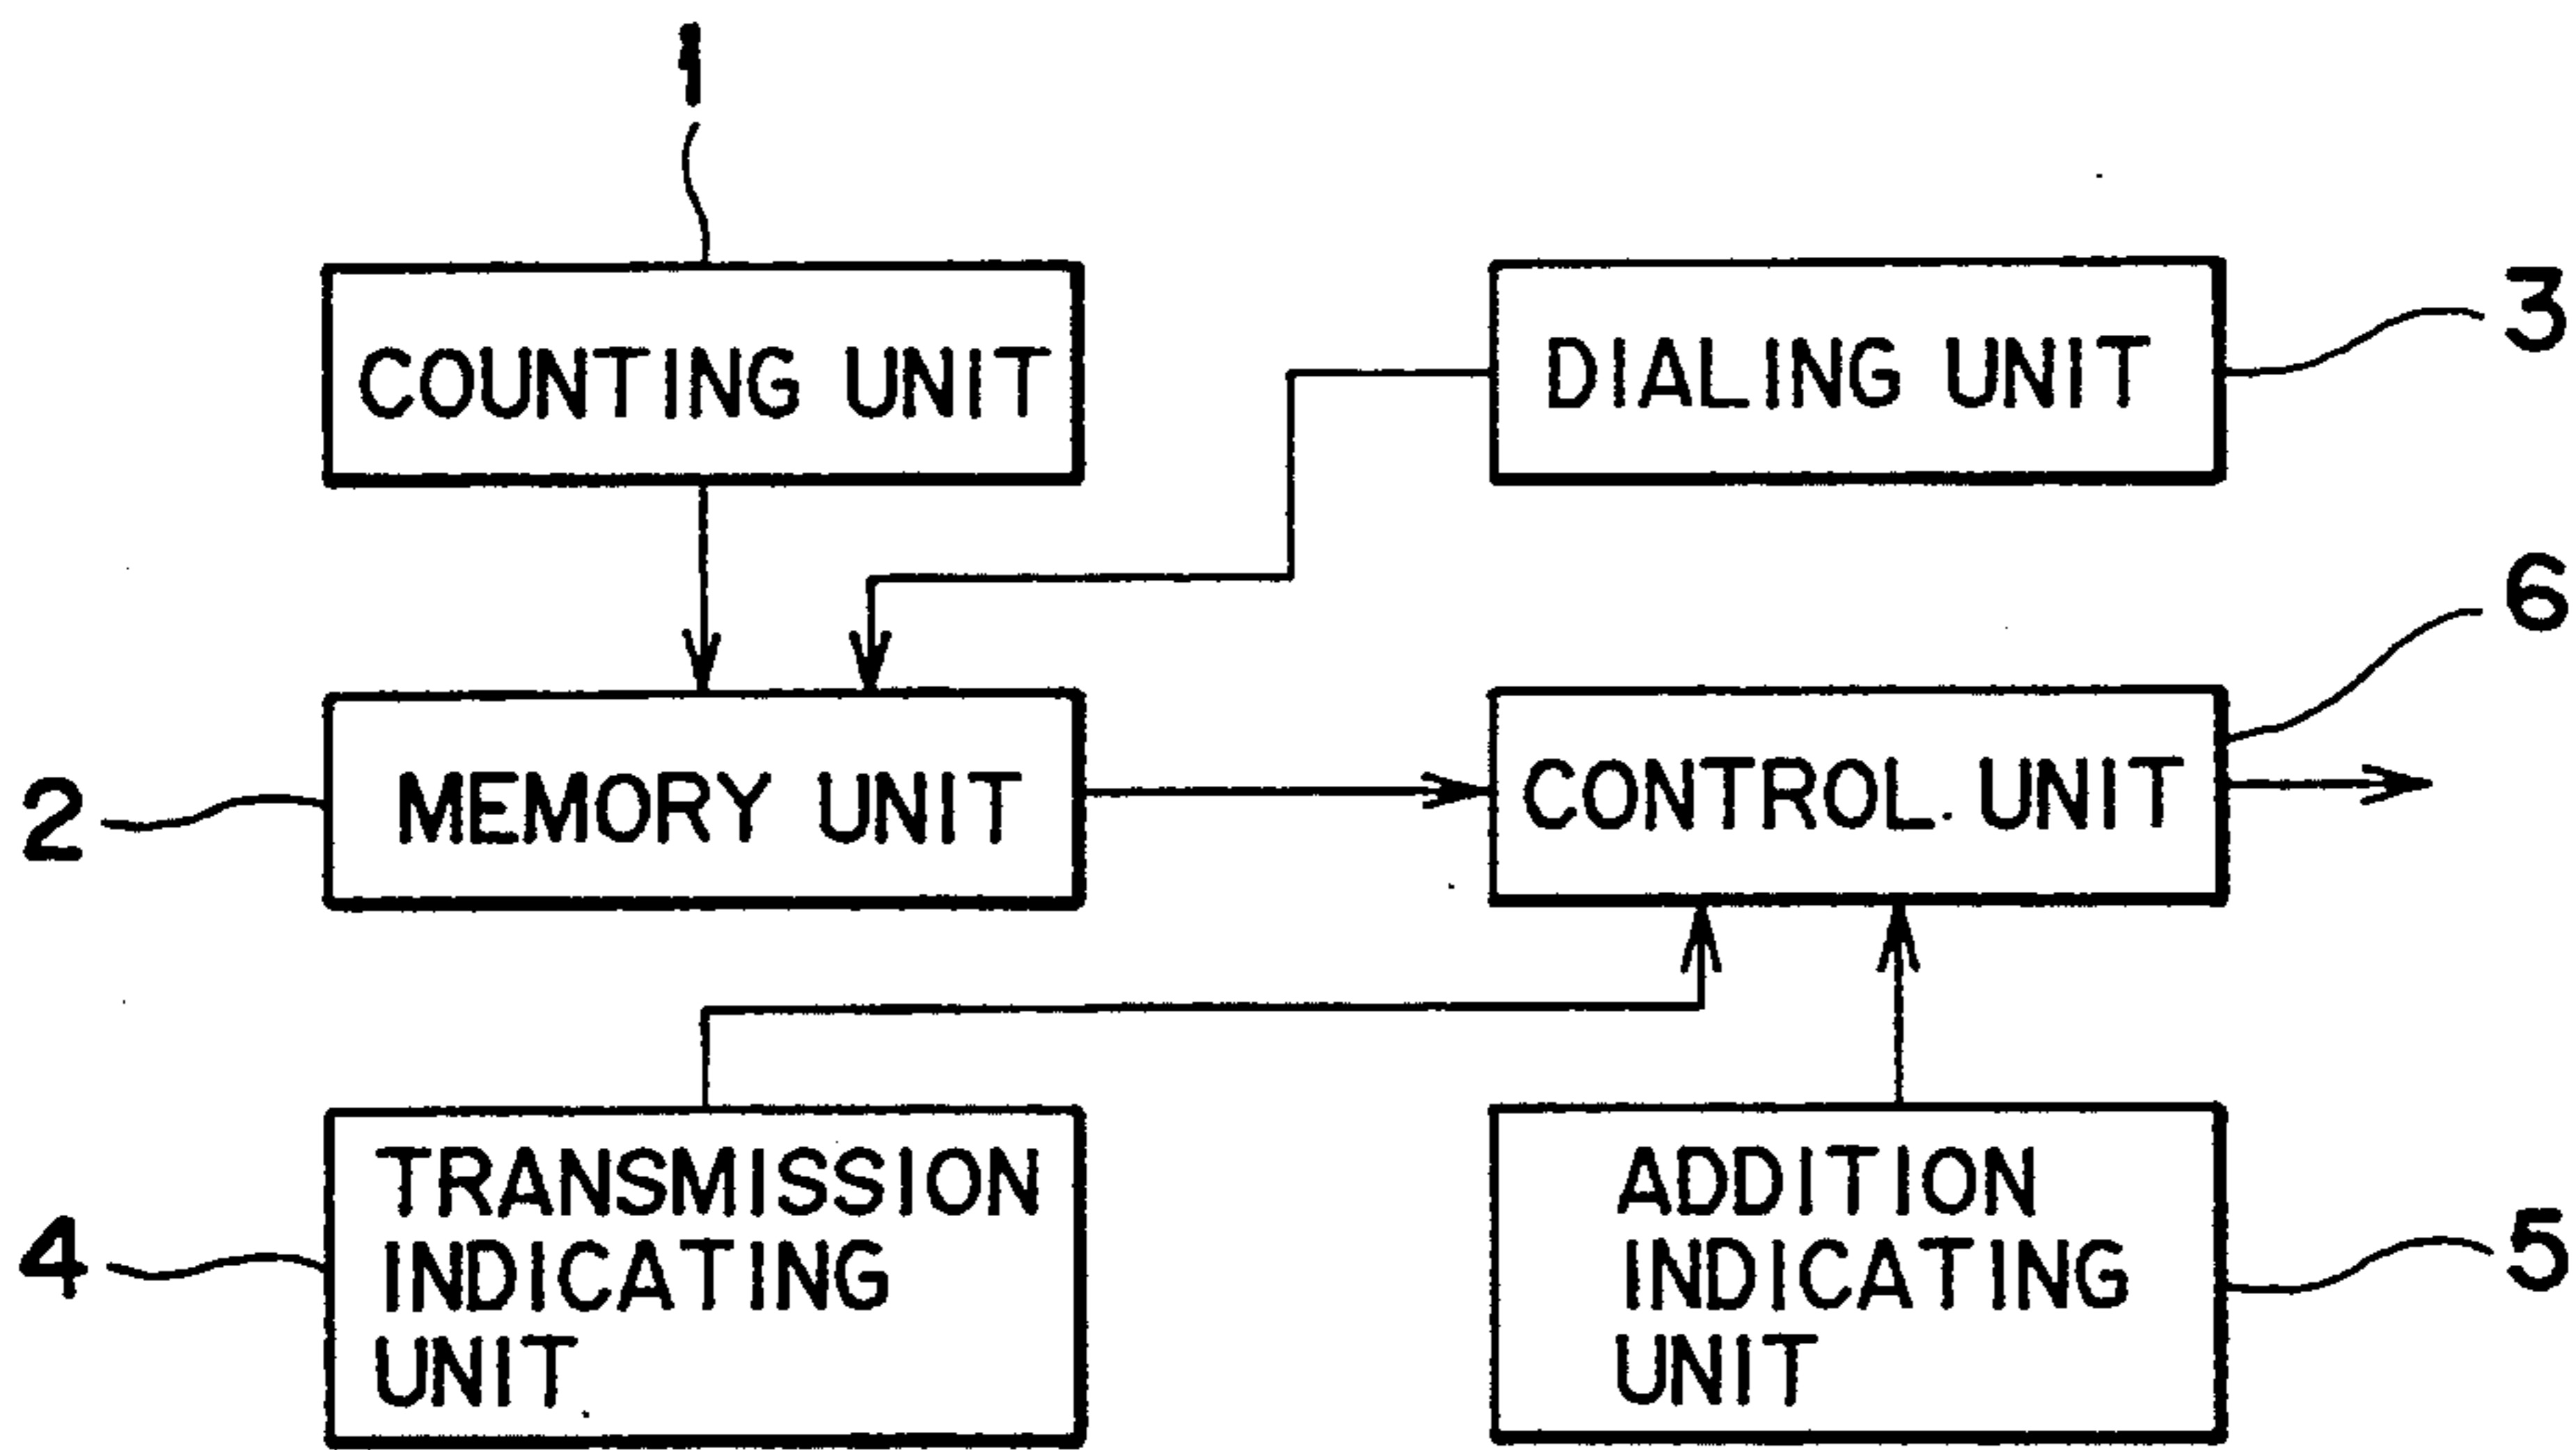 1
COUNTING UNIT
DIALING UNIT
3
6
2
MEMORY UNIT
CONTROL UNIT
4
TRANSMISSION
INDICATING
UNIT
ADDITION
INDICATING
UNIT
5